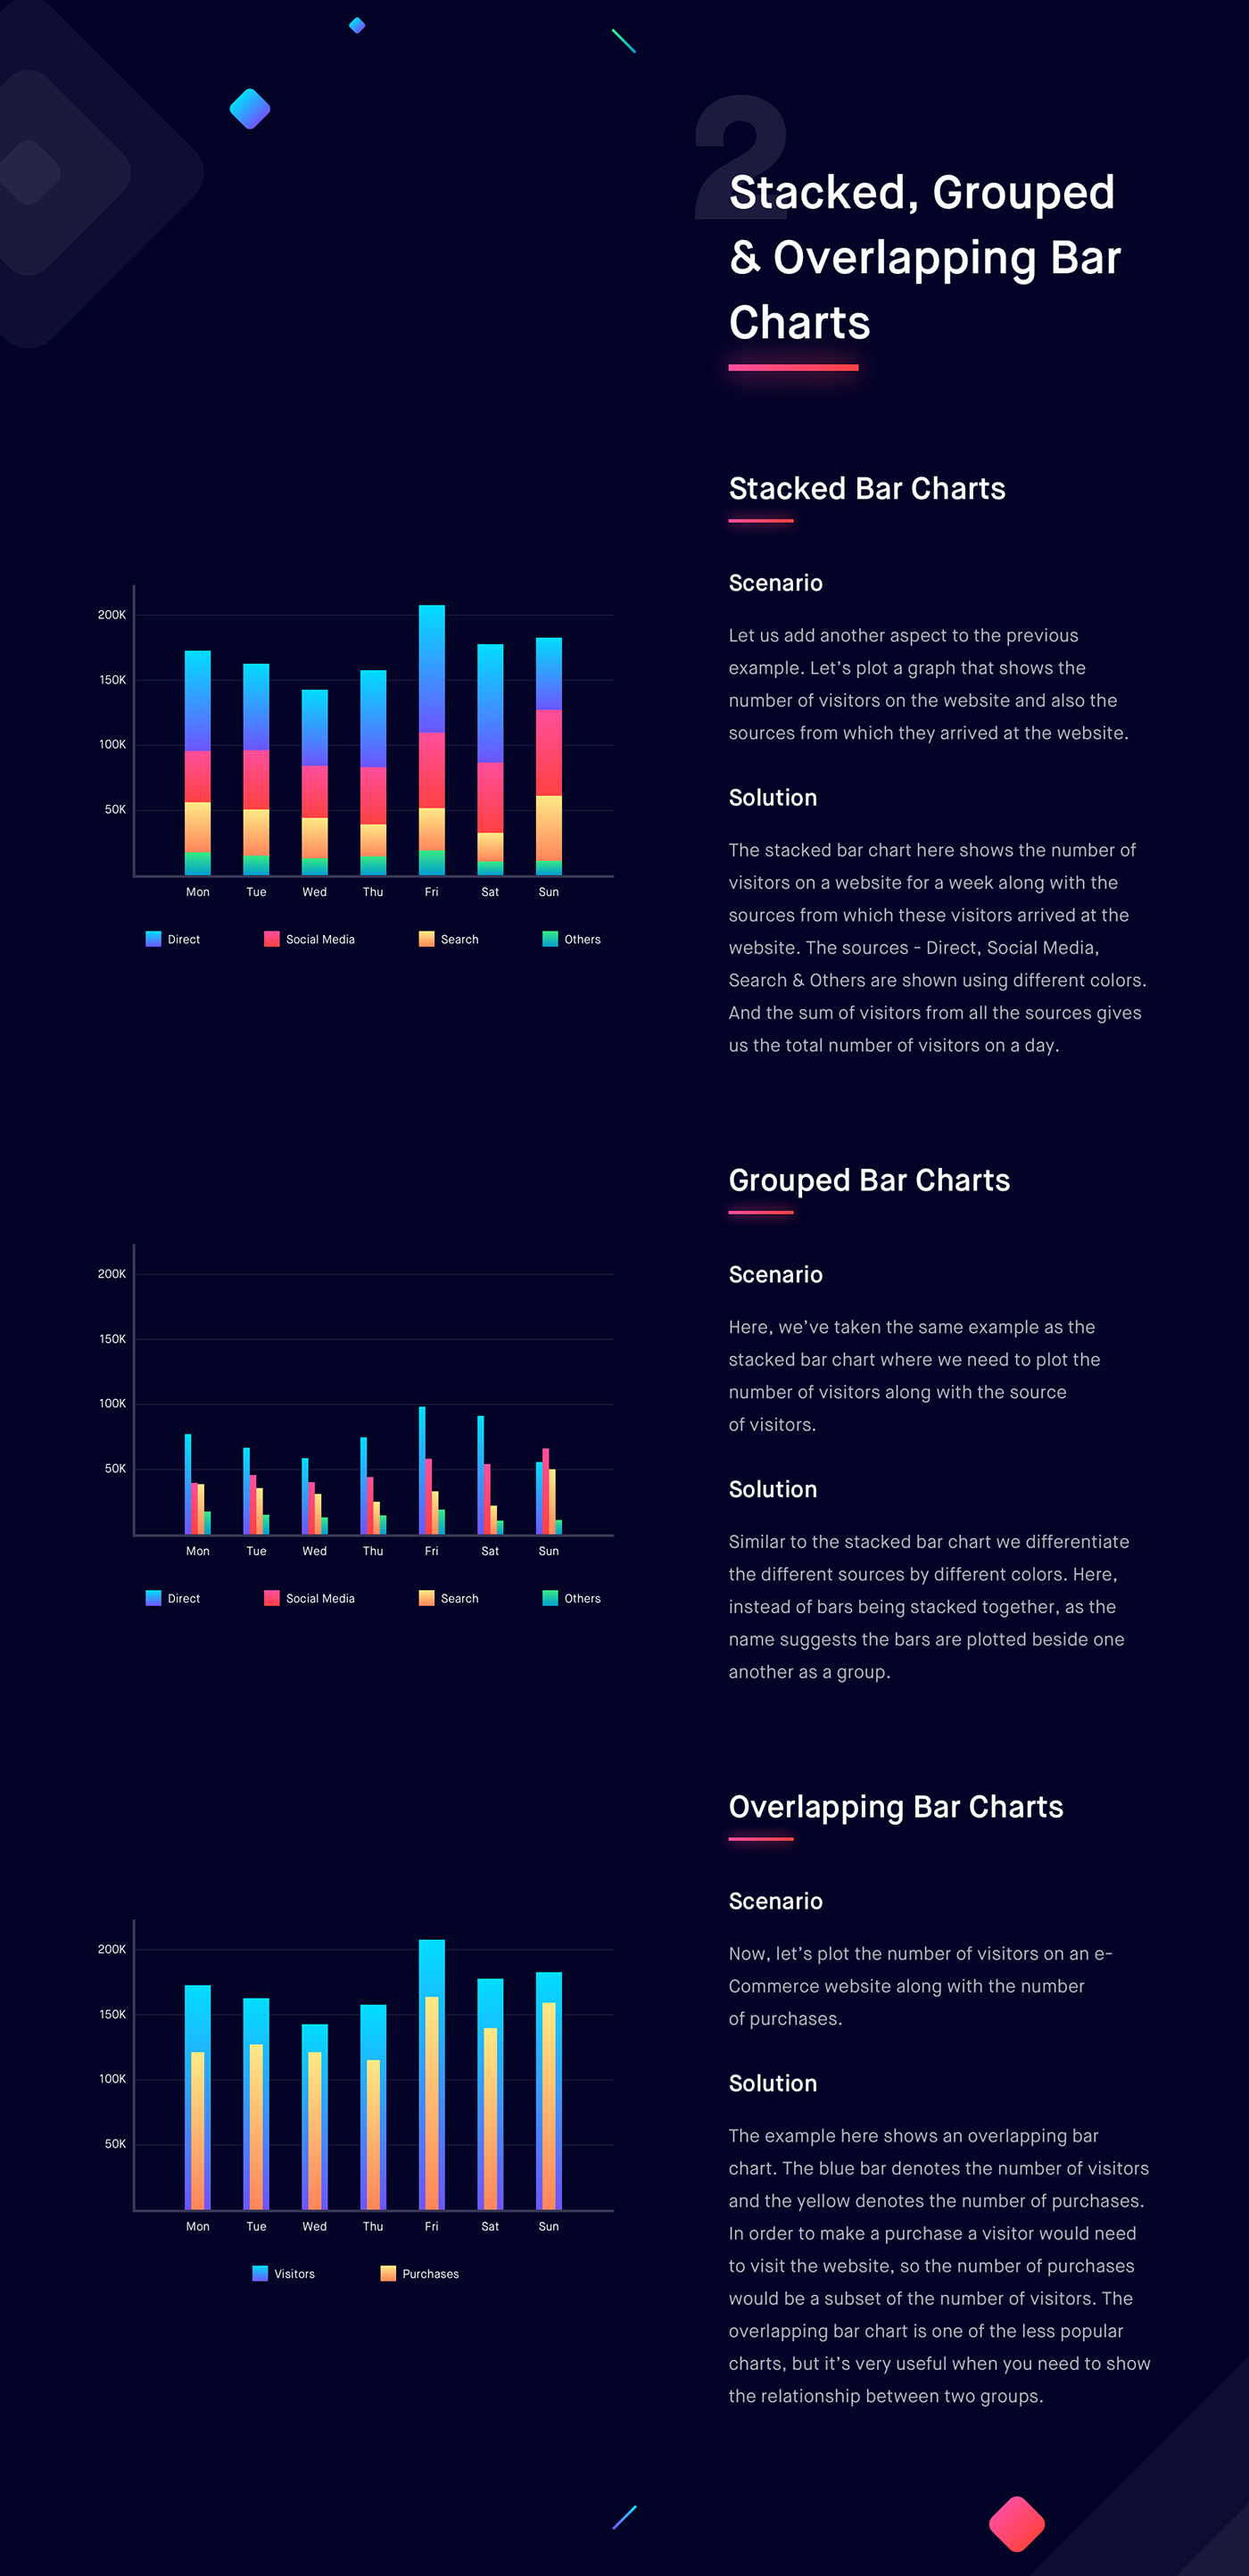 2
Stacked, Grouped
& Overlapping Bar
Charts
Stacked Bar Charts
Scenario
Let us add another aspect to the previous
example. Let’s plot a graph that shows the
number of visitors on the website and also the
sources from which they arrived at the website.
Solution
The stacked bar chart here shows the number of
visitors on a website for a week along with the
sources from which these visitors arrived at the
website. The sources - Direct, Social Media,
Search & Others are shown using different colors.
And the sum of visitors from all the sources gives
us the total number of visitors on a day.
200K
150K
100K
50K
Mon Tue Wed Thu Fri Sat Sun
Direct Social Media Search Others
Grouped Bar Charts
Scenario
Here, we’ve taken the same example as the
stacked bar chart where we need to plot the
number of visitors along with the source
of visitors.
Solution
Similar to the stacked bar chart we differentiate
the different sources by different colors. Here,
instead of bars being stacked together, as the
name suggests the bars are plotted beside one
another as a group.
200K
150K
100K
50K
Mon Tue Wed Thu Fri Sat Sun
Direct Social Media Search Others
Overlapping Bar Charts
Scenario
Now, let’s plot the number of visitors on an e-
Commerce website along with the number
of purchases.
Solution
The example here shows an overlapping bar
chart. The blue bar denotes the number of visitors
and the yellow denotes the number of purchases.
In order to make a purchase a visitor would need
to visit the website, so the number of purchases
would be a subset of the number of visitors. The
overlapping bar chart is one of the less popular
charts, but it’s very useful when you need to show
the relationship between two groups.
200K
150K
100K
50K
Mon Tue Wed Thu Fri Sat Sun
Visitors Purchases